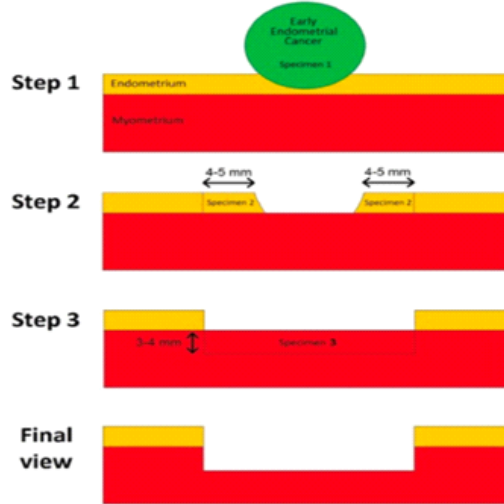 Early
Endometrial
Cancer
Specimen 1
Step 1
Endometrium
Myometrium
4-5 mm
4-5 mm
Step 2
Specimen 2
Specimen 2
Step 3
3-4 mm
Specimen 3
Final
view